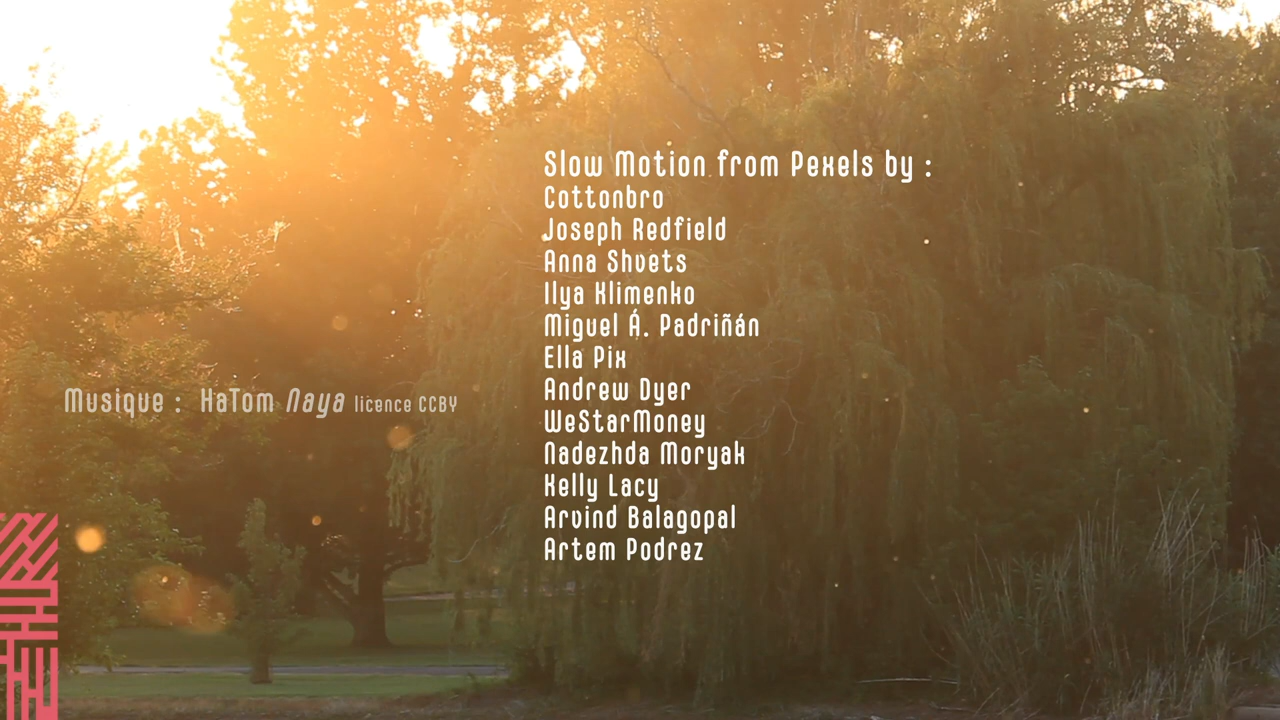 Slow Motion from Pexels by :
Cottonbro
Joseph Redfield
Anna Shvets
Ilya Klimenko
Miguel Á. Padriñán
Ella Pix
Andrew Dyer
WeStarMoney
Nadezhda Moryak
Kelly Lacy
Arvind Balagopal
Artem Podrez
Musique : HaTom Naya licence CCBY